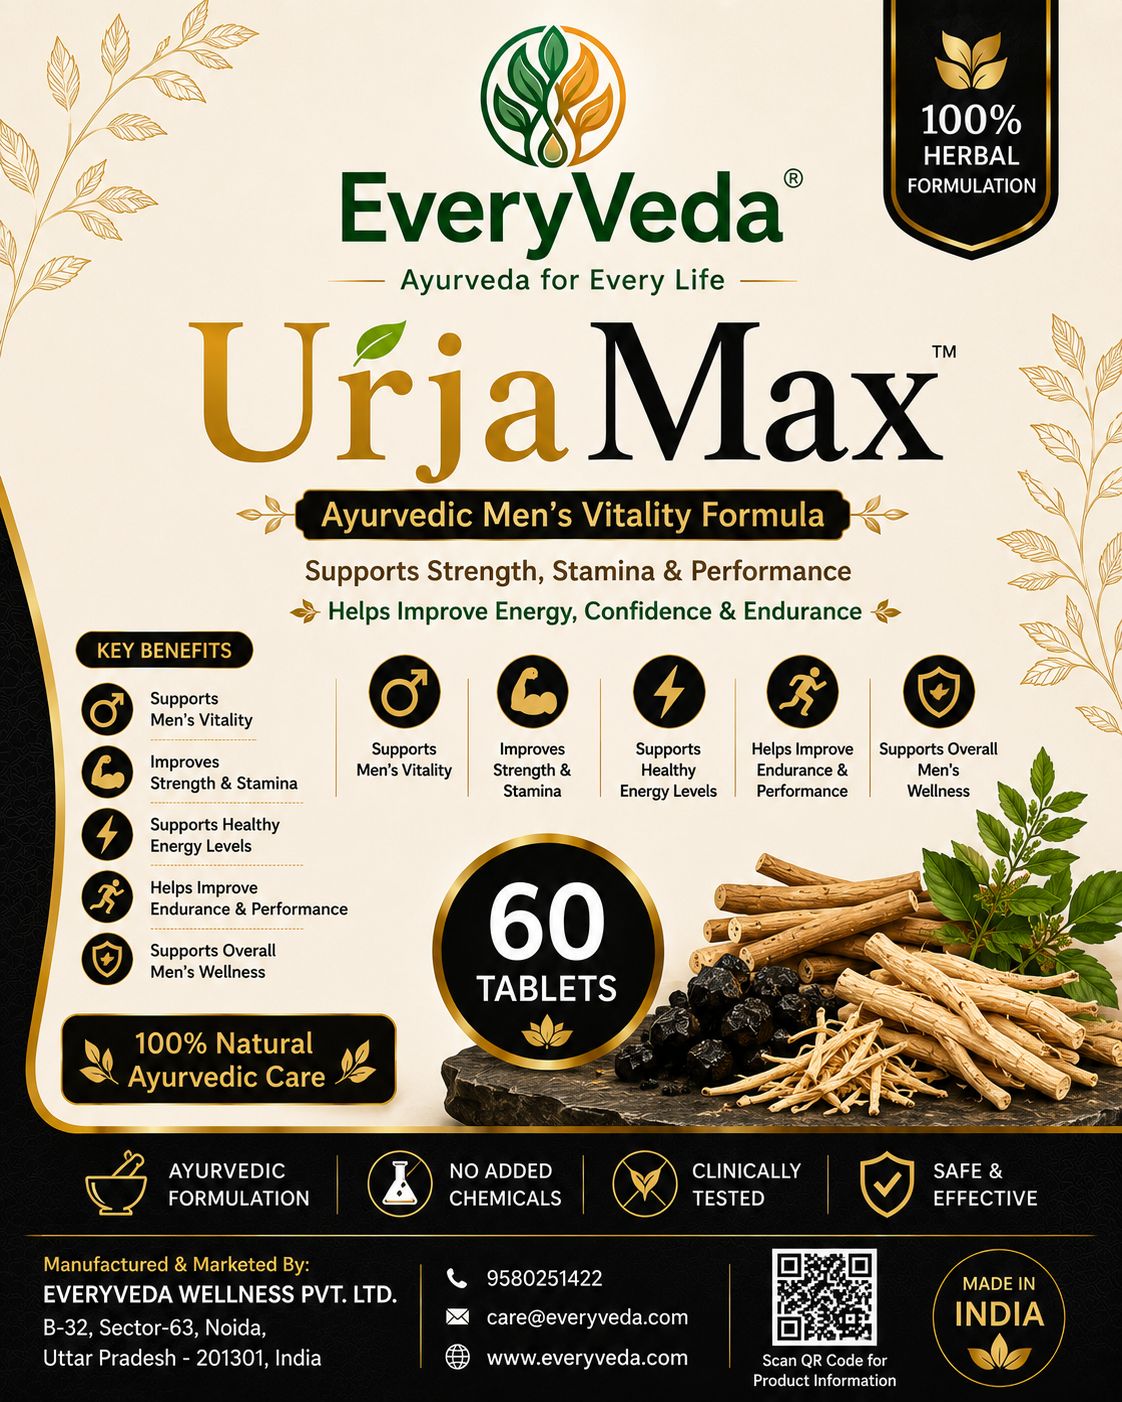 100%
HERBAL
FORMULATION
EveryVeda®
Ayurveda for Every Life
Urja Max™
Ayurvedic Men's Vitality Formula
Supports Strength, Stamina & Performance
Helps Improve Energy, Confidence & Endurance
KEY BENEFITS
Supports
Men's Vitality
Improves
Strength & Stamina
Supports Healthy
Energy Levels
Helps Improve
Endurance & Performance
Supports Overall
Men's Wellness
Supports
Men's Vitality
Improves
Strength &
Stamina
Supports
Healthy
Energy Levels
Helps Improve
Endurance &
Performance
Supports Overall
Men's
Wellness
60
TABLETS
100% Natural
Ayurvedic Care
AYURVEDIC
FORMULATION
NO ADDED
CHEMICALS
CLINICALLY
TESTED
SAFE &
EFFECTIVE
Manufactured & Marketed By:
EVERYVEDA WELLNESS PVT. LTD.
B-32, Sector-63, Noida,
Uttar Pradesh - 201301, India
9580251422
care@everyveda.com
www.everyveda.com
Scan QR Code for
Product Information
MADE IN
INDIA